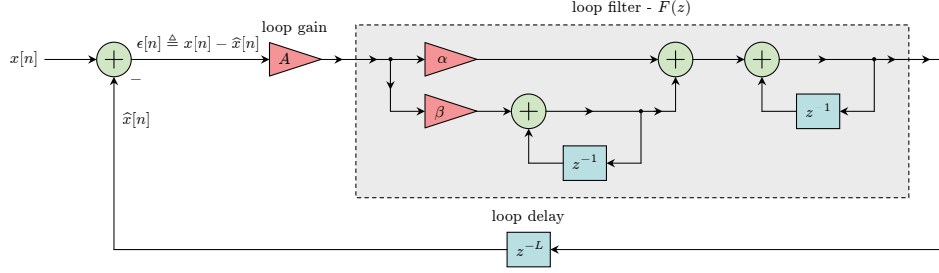 loop filter - F(z)
loop gain
x[n]
ϵ[n] ≜ x[n] − x̂[n]
A
α
−
β
z⁻¹
x̂[n]
z⁻¹
loop delay
z⁻ᴸ